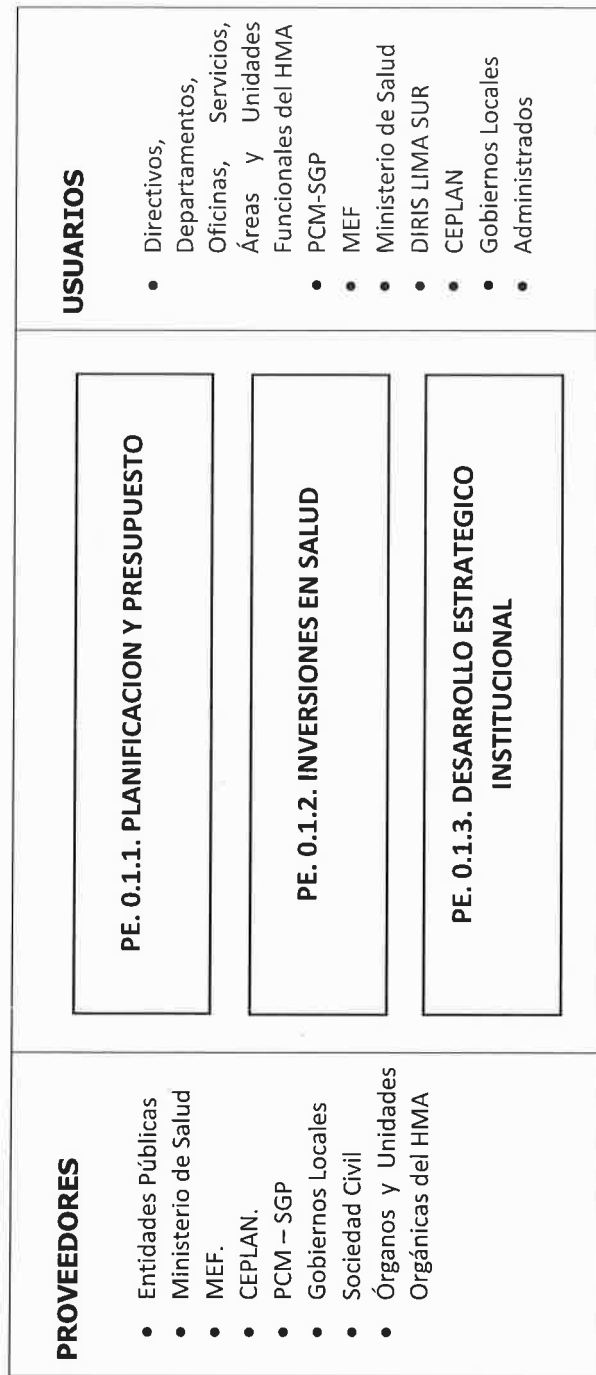 PROVEEDORES
• Entidades Públicas
• Ministerio de Salud
• MEF.
• CEPLAN.
• PCM – SGP
• Gobiernos Locales
• Sociedad Civil
• Órganos y Unidades
Orgánicas del HMA
PE. 0.1.1. PLANIFICACION Y PRESUPUESTO
PE. 0.1.2. INVERSIONES EN SALUD
PE. 0.1.3. DESARROLLO ESTRATEGICO
INSTITUCIONAL
USUARIOS
• Directivos,
Departamentos,
Oficinas, Servicios,
Áreas y Unidades
Funcionales del HMA
• PCM-SGP
• MEF
• Ministerio de Salud
• DIRIS LIMA SUR
• CEPLAN
• Gobiernos Locales
• Administrados